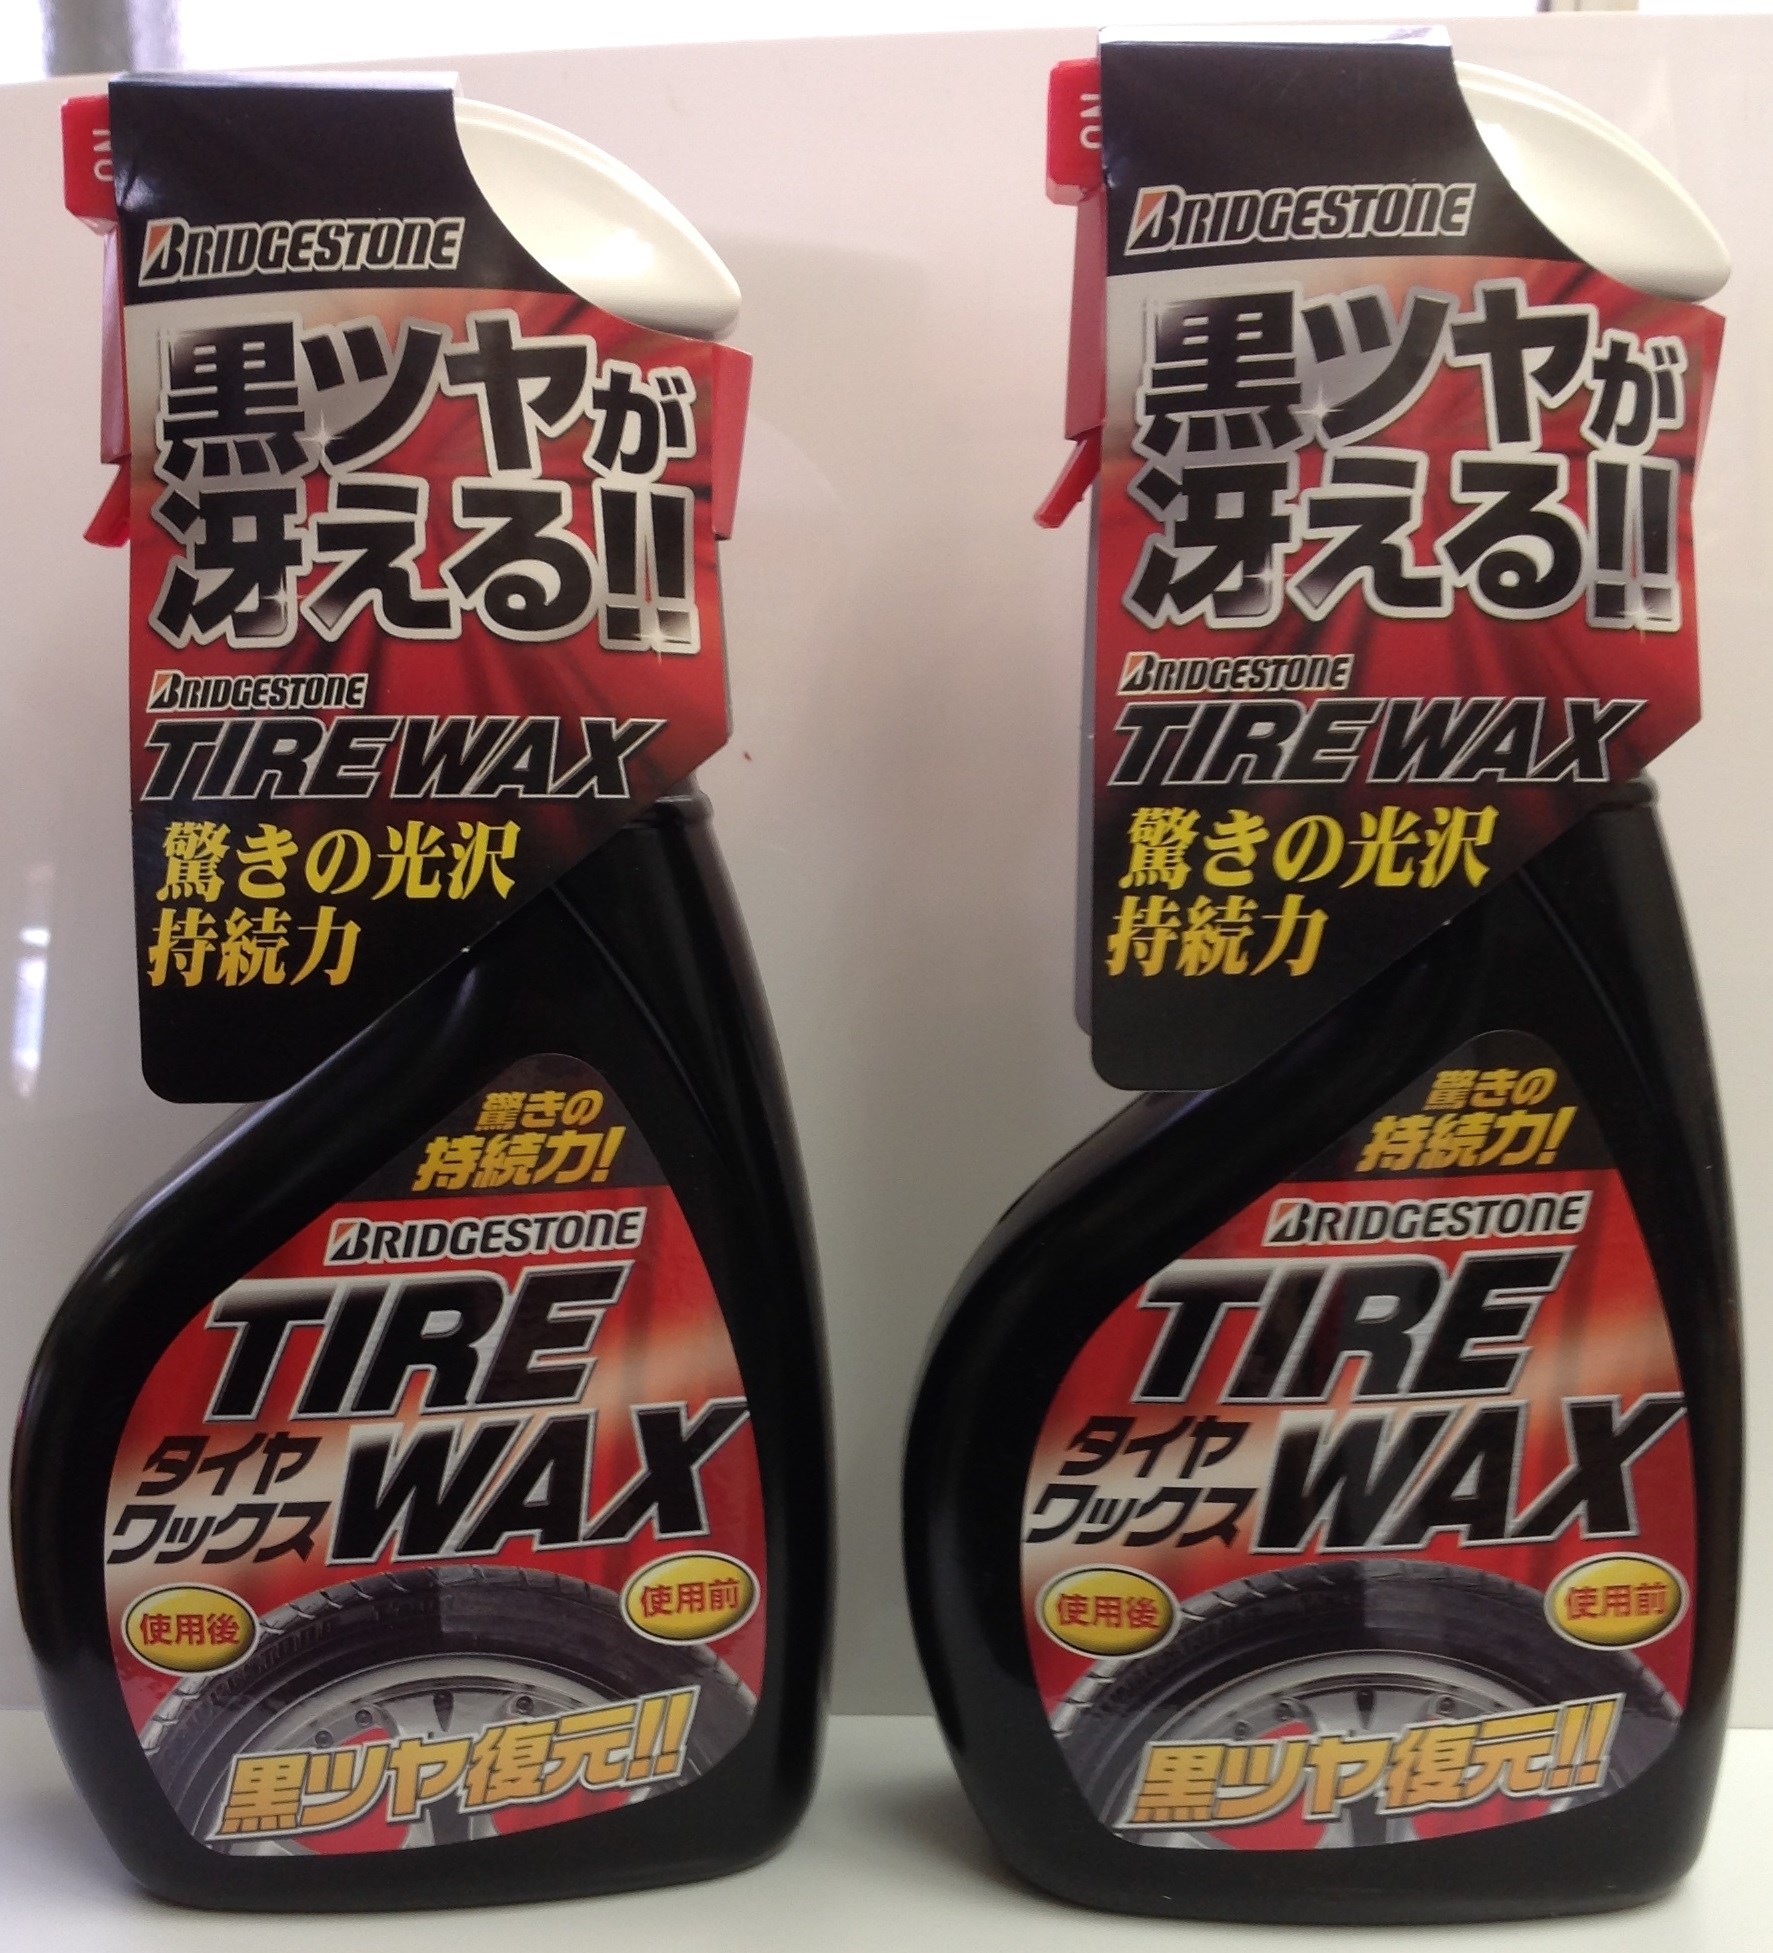 ON
BRIDGESTONE
黒ツヤが
冴える!!
BRIDGESTONE
TIRE WAX
驚きの光沢
持続力
驚きの
持続力!
BRIDGESTONE
TIRE
WAX
タイヤ
ワックス
使用後
使用前
黒ツヤ復元!!
ON
BRIDGESTONE
黒ツヤが
冴える!!
BRIDGESTONE
TIRE WAX
驚きの光沢
持続力
驚きの
持続力!
BRIDGESTONE
TIRE
WAX
タイヤ
ワックス
使用後
使用前
黒ツヤ復元!!